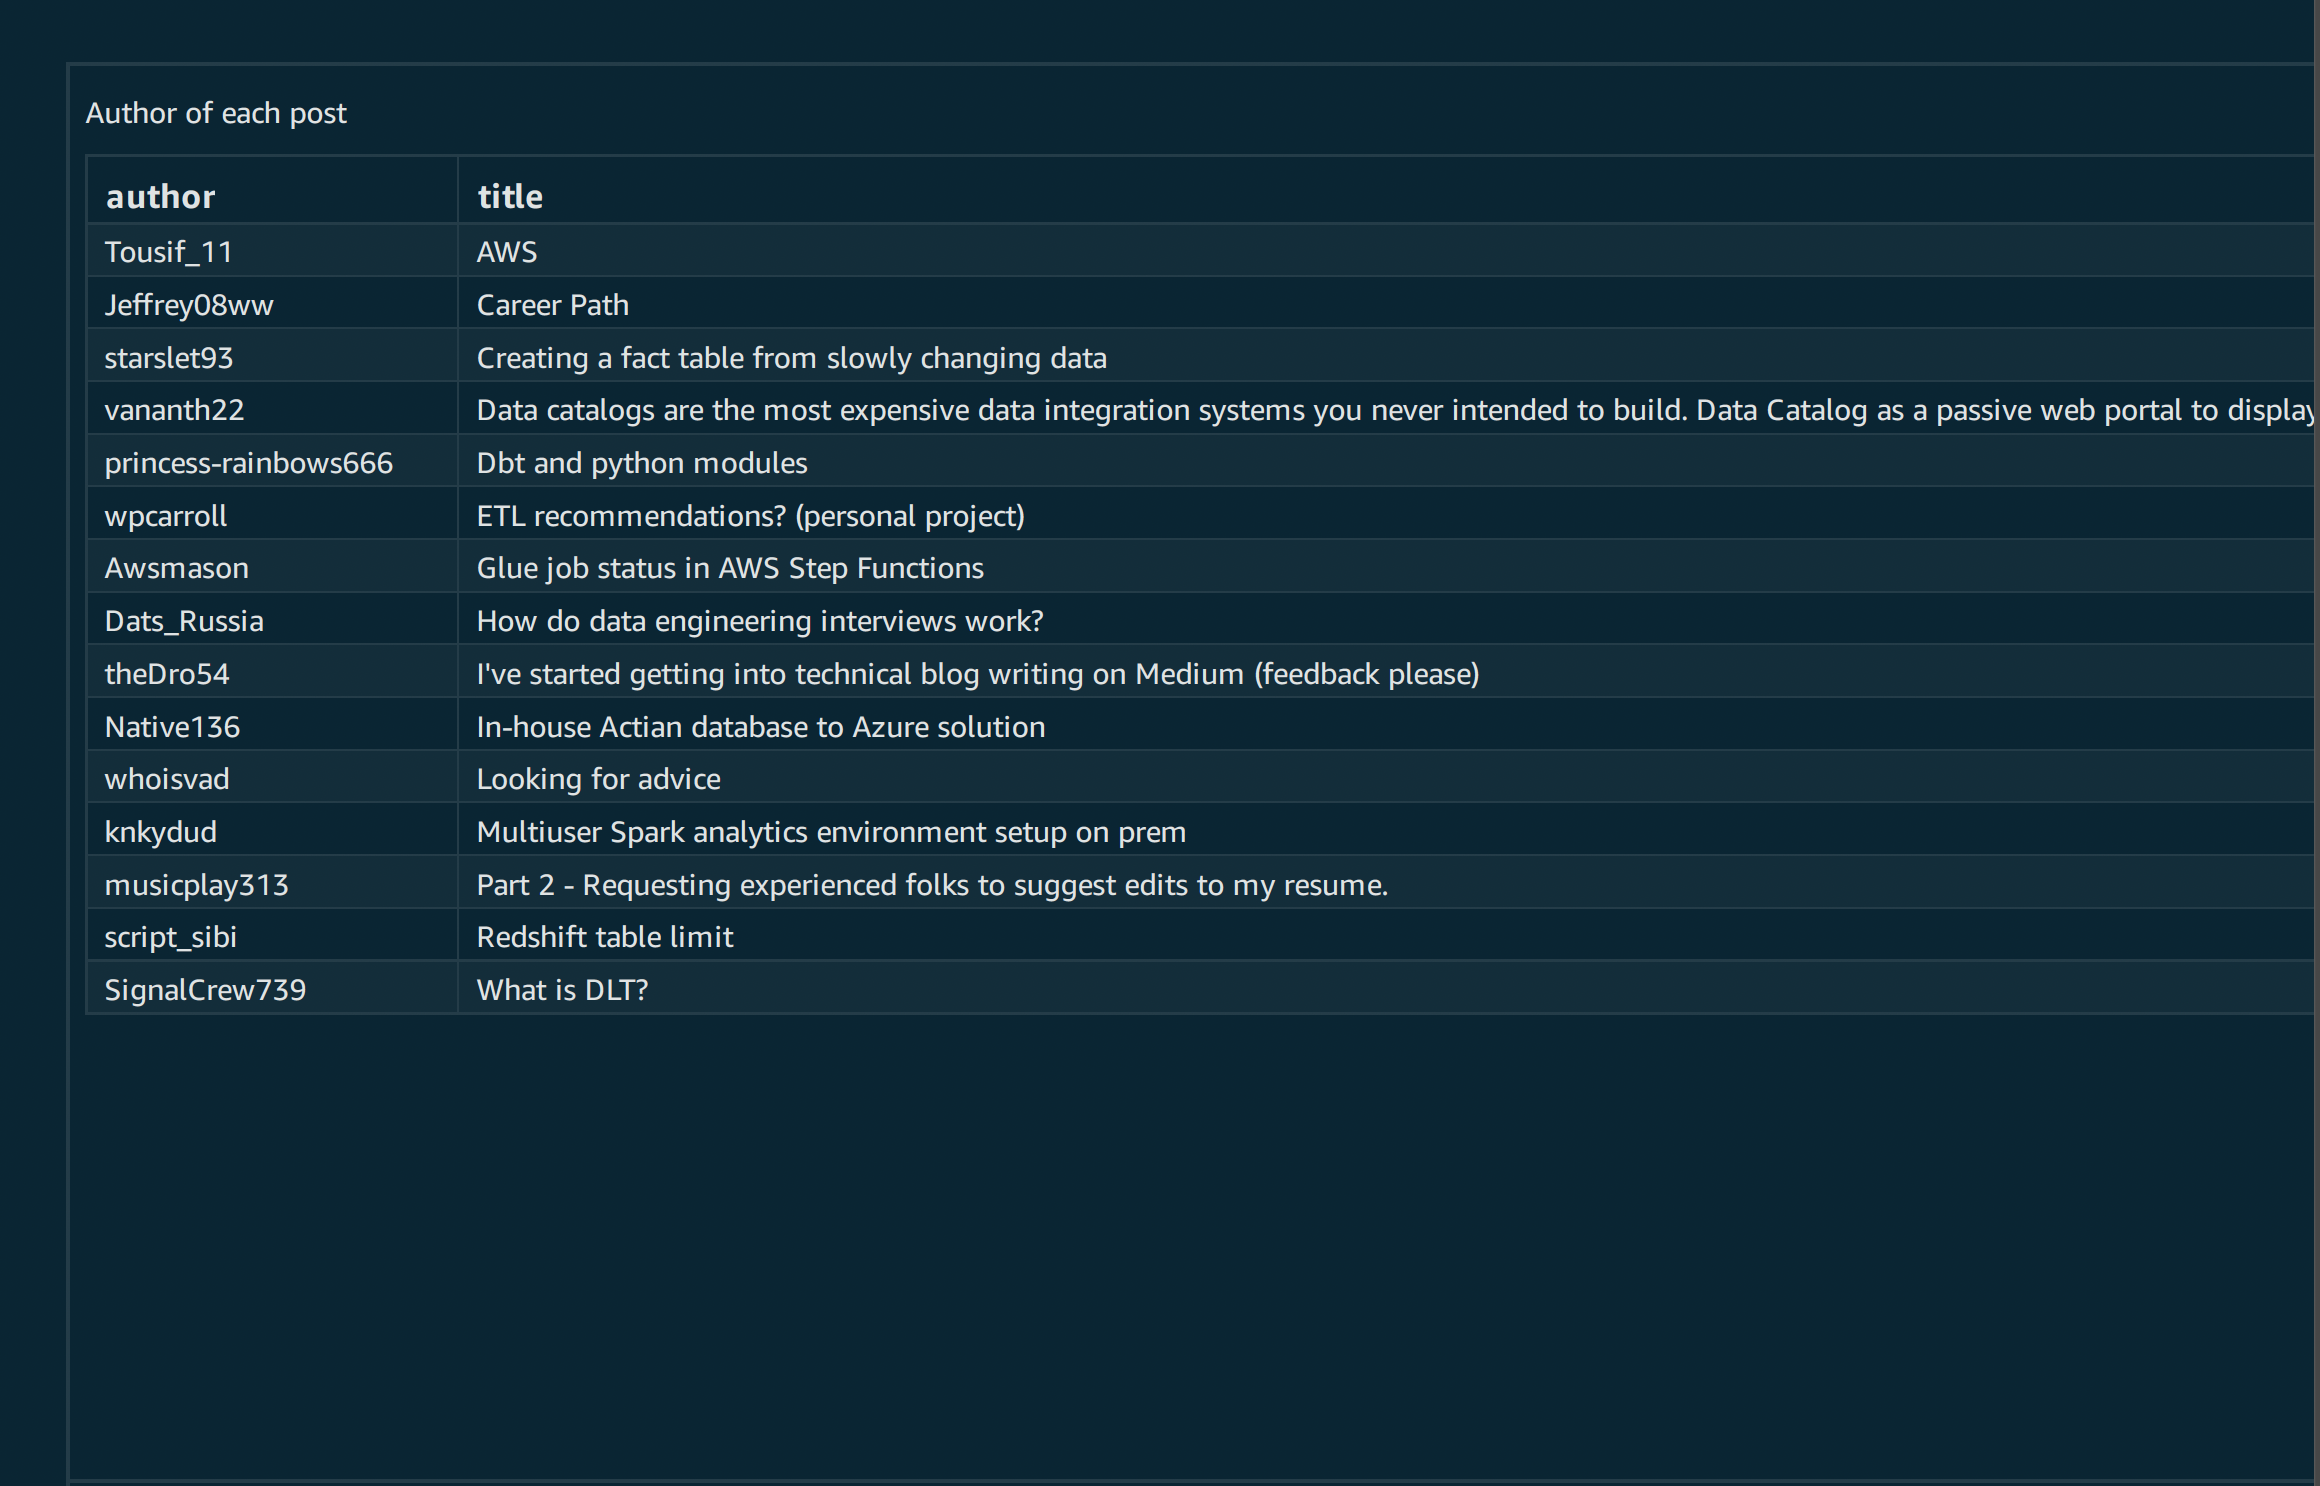 Author of each post
author title
Tousif_11 AWS
Jeffrey08ww Career Path
starslet93 Creating a fact table from slowly changing data
vananth22 Data catalogs are the most expensive data integration systems you never intended to build. Data Catalog as a passive web portal to display
princess-rainbows666 Dbt and python modules
wpcarroll ETL recommendations? (personal project)
Awsmason Glue job status in AWS Step Functions
Dats_Russia How do data engineering interviews work?
theDro54 I've started getting into technical blog writing on Medium (feedback please)
Native136 In-house Actian database to Azure solution
whoisvad Looking for advice
knkydud Multiuser Spark analytics environment setup on prem
musicplay313 Part 2 - Requesting experienced folks to suggest edits to my resume.
script_sibi Redshift table limit
SignalCrew739 What is DLT?